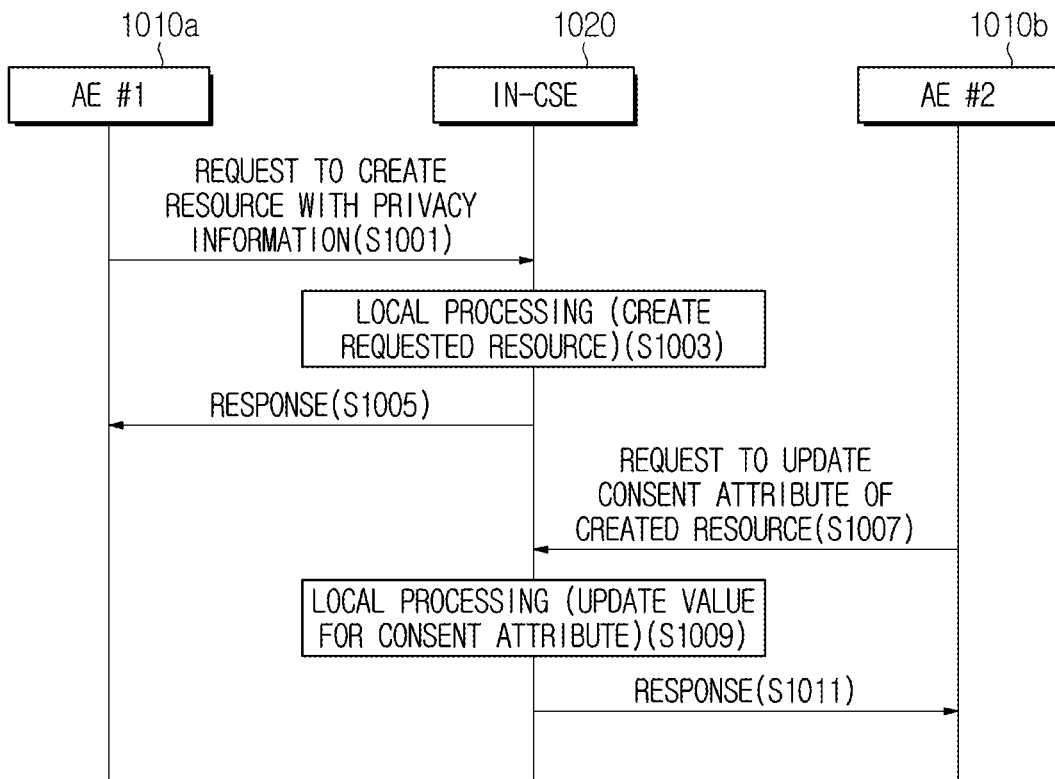 1010a
1020
1010b
AE #1
IN-CSE
AE #2
REQUEST TO CREATE
RESOURCE WITH PRIVACY
INFORMATION(S1001)
LOCAL PROCESSING (CREATE
REQUESTED RESOURCE)(S1003)
RESPONSE(S1005)
REQUEST TO UPDATE
CONSENT ATTRIBUTE OF
CREATED RESOURCE(S1007)
LOCAL PROCESSING (UPDATE VALUE
FOR CONSENT ATTRIBUTE)(S1009)
RESPONSE(S1011)